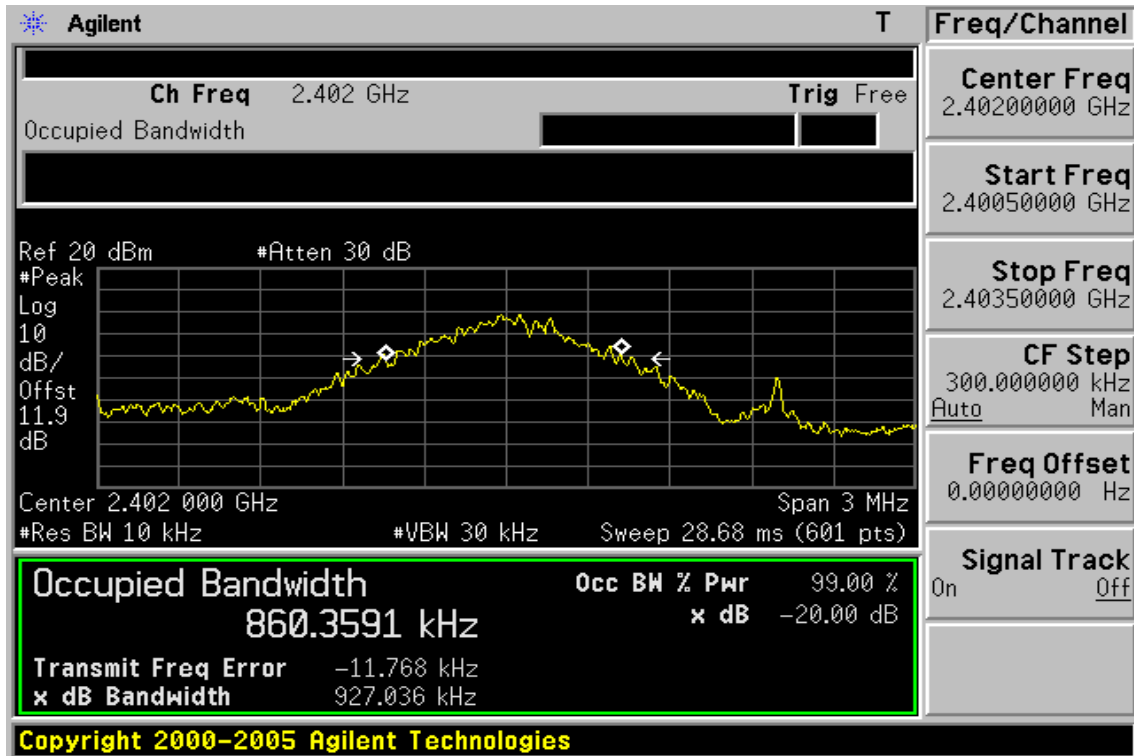 Agilent T
Freq/Channel
Ch Freq 2.402 GHz Trig Free
Occupied Bandwidth
Center Freq
2.40200000 GHz
Start Freq
2.40050000 GHz
Stop Freq
2.40350000 GHz
CF Step
300.000000 kHz
Auto Man
Freq Offset
0.00000000 Hz
Signal Track
On Off
Ref 20 dBm #Atten 30 dB
#Peak
Log
10
dB/
Offst
11.9
dB
Center 2.402 000 GHz Span 3 MHz
#Res BW 10 kHz #VBW 30 kHz Sweep 28.68 ms (601 pts)
Occupied Bandwidth
860.3591 kHz
Occ BW % Pwr 99.00 %
x dB -20.00 dB
Transmit Freq Error -11.768 kHz
x dB Bandwidth 927.036 kHz
Copyright 2000-2005 Agilent Technologies